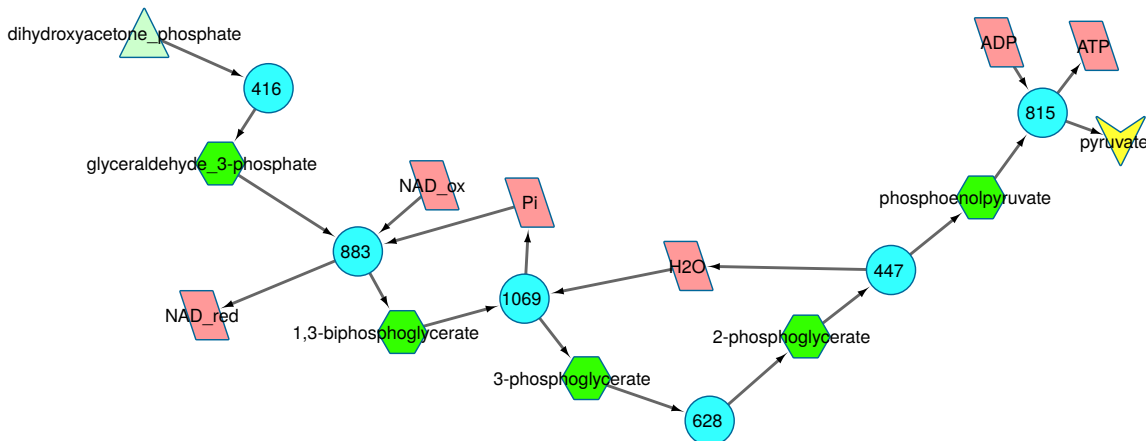 dihydroxyacetone_phosphate
ADP
ATP
416
815
pyruvate
glyceraldehyde_3-phosphate
NAD_ox
Pi
phosphoenolpyruvate
883
H2O
447
1069
NAD_red
1,3-biphosphoglycerate
2-phosphoglycerate
3-phosphoglycerate
628